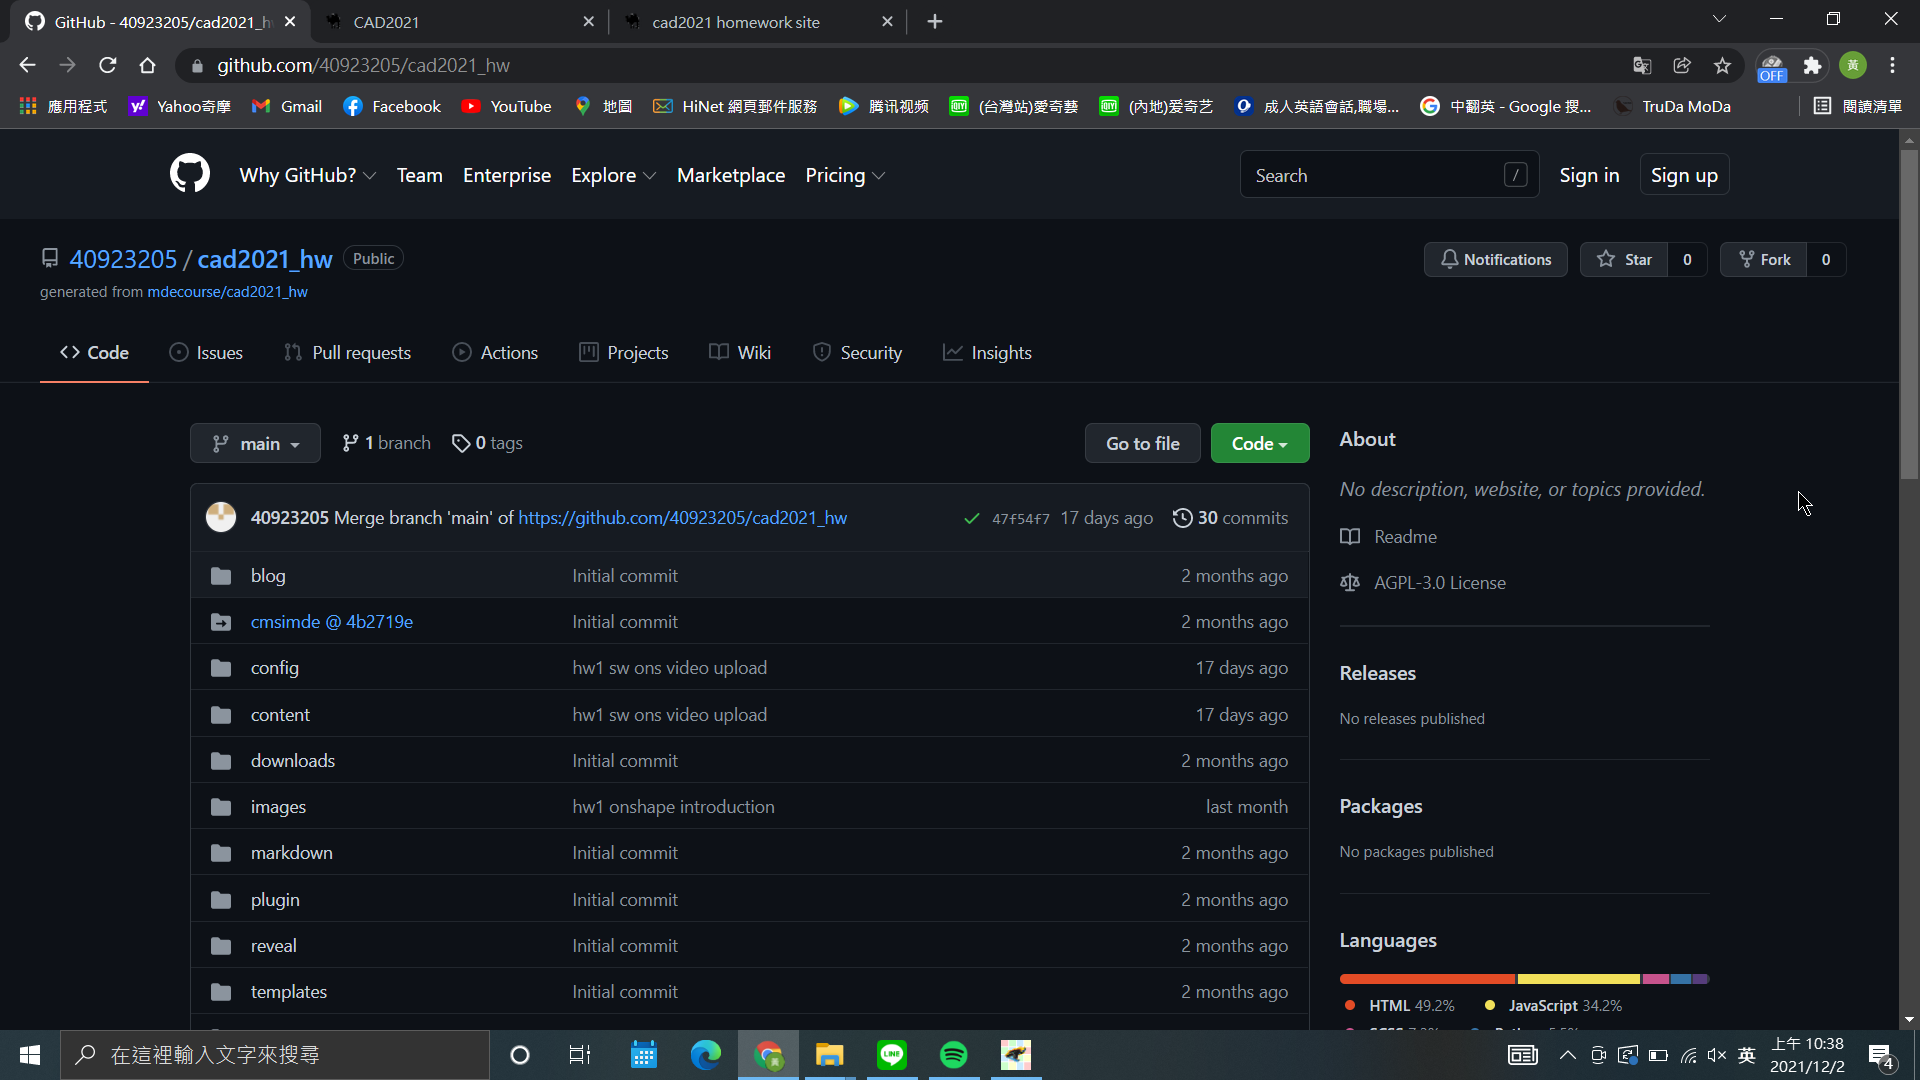 GitHub - 40923205/cad2021_h
CAD2021
cad2021 homework site
github.com/40923205/cad2021_hw
OFF
黃
應用程式
Yahoo奇摩
Gmail
Facebook
YouTube
地圖
HiNet 網頁郵件服務
腾讯视频
(台灣站)愛奇藝
(內地)爱奇艺
成人英語會話,職場...
中翻英 - Google 搜...
TruDa MoDa
閱讀清單
Why GitHub?
Team
Enterprise
Explore
Marketplace
Pricing
Search
/
Sign in
Sign up
40923205 / cad2021_hw
Public
Notifications
Star
0
Fork
0
generated from mdecourse/cad2021_hw
Code
Issues
Pull requests
Actions
Projects
Wiki
Security
Insights
main
1 branch
0 tags
Go to file
Code
40923205 Merge branch 'main' of https://github.com/40923205/cad2021_hw
47f54f7 17 days ago
30 commits
blog Initial commit 2 months ago
cmsimde @ 4b2719e Initial commit 2 months ago
config hw1 sw ons video upload 17 days ago
content hw1 sw ons video upload 17 days ago
downloads Initial commit 2 months ago
images hw1 onshape introduction last month
markdown Initial commit 2 months ago
plugin Initial commit 2 months ago
reveal Initial commit 2 months ago
templates Initial commit 2 months ago
About
No description, website, or topics provided.
Readme
AGPL-3.0 License
Releases
No releases published
Packages
No packages published
Languages
HTML 49.2%
JavaScript 34.2%
在這裡輸入文字來搜尋
LINE
英
上午 10:38
2021/12/2
4